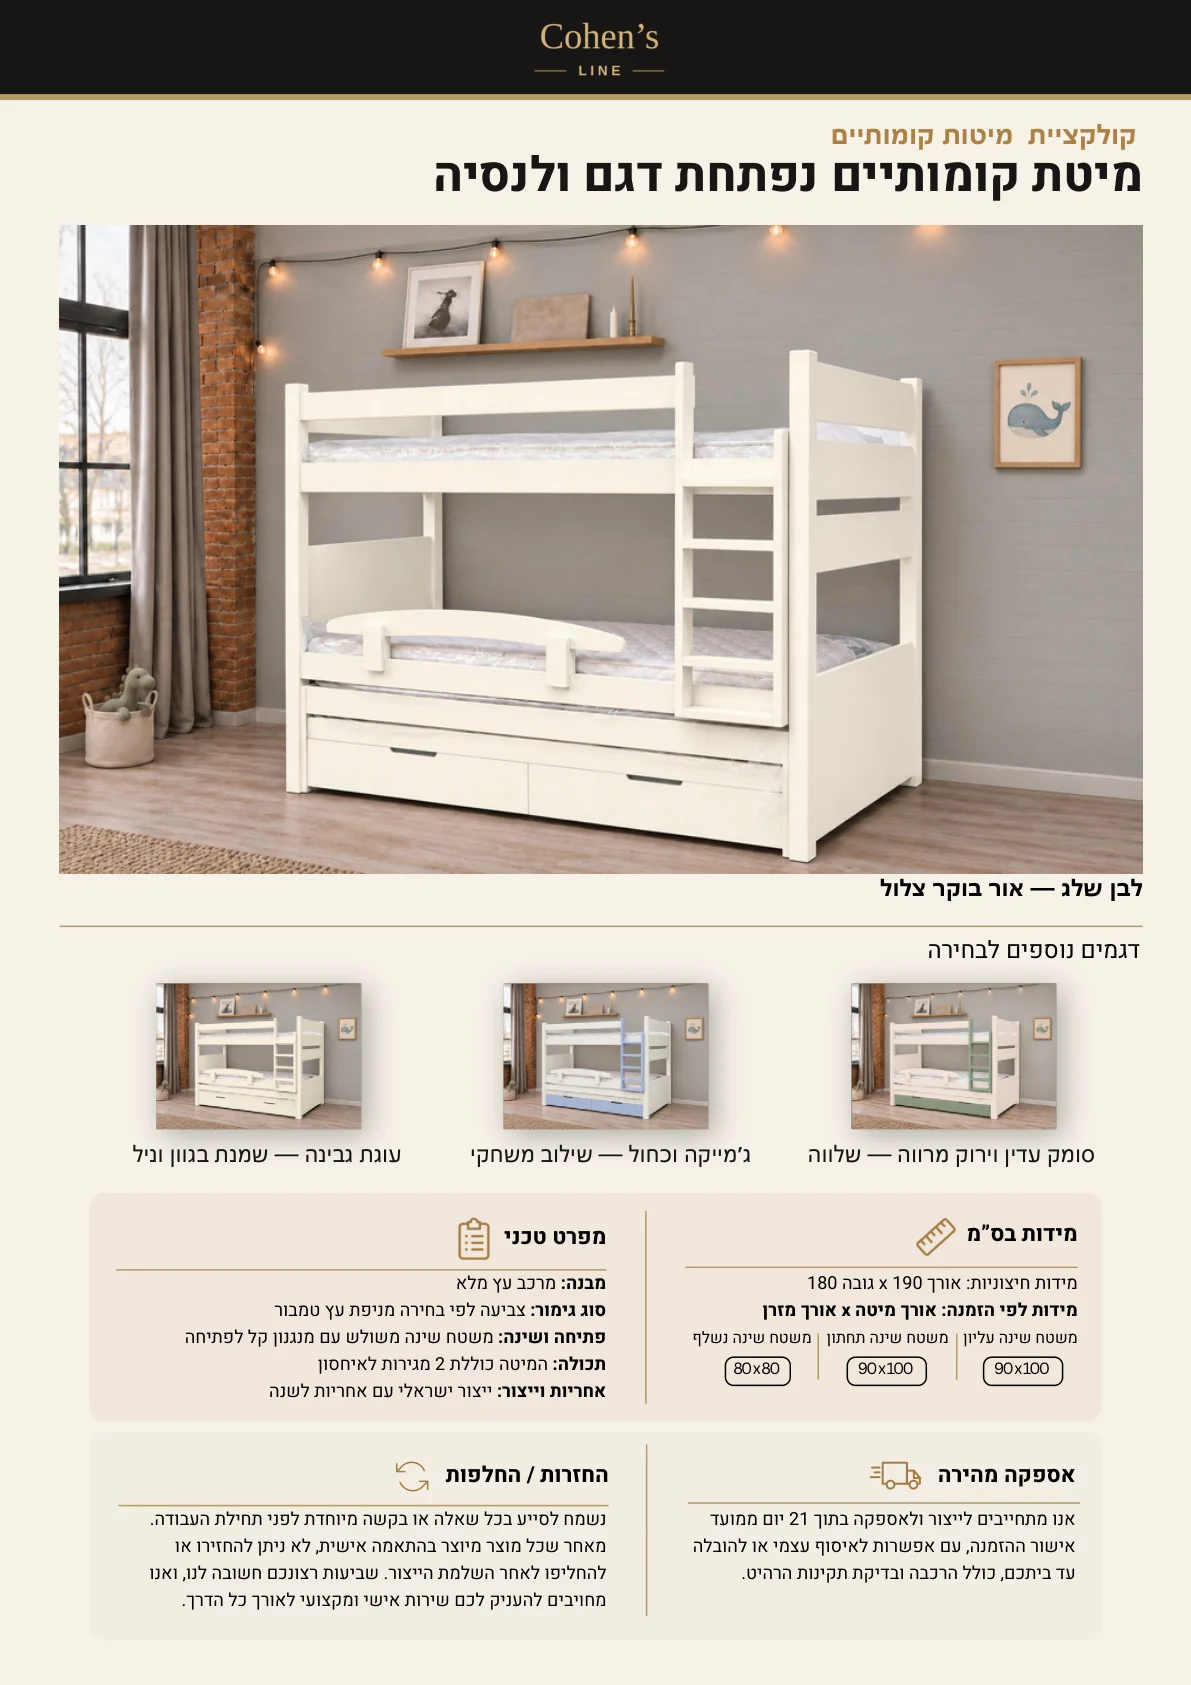 Cohen’s
LINE
קולקציית מיטות קומותיים
מיטת קומותיים נפתחת דגם ולנסיה
לבן שלג — אור בוקר צלול
דגמים נוספים לבחירה
סומק עדין וירוק מרווה — שלווה
ג’מייקה וכחול — שילוב משחקי
עוגת גבינה — שמנת בגוון וניל
מידות בס”מ
מידות חיצוניות: אורך 190 x גובה 180
מידות לפי הזמנה: אורך מיטה x אורך מזרן
משטח שינה עליון | משטח שינה תחתון | משטח שינה נשלף
90x100 90x100 80x80
מפרט טכני
מבנה: מרכב עץ מלא
סוג גימור: צביעה לפי בחירה מניפת עץ טמבור
פתיחה ושינה: משטח שינה משולש עם מנגנון קל לפתיחה
תכולה: המיטה כוללת 2 מגירות לאיחסון
אחריות וייצור: ייצור ישראלי עם אחריות לשנה
אספקה מהירה
אנו מתחייבים לייצור ולאספקה בתוך 21 יום ממועד
אישור ההזמנה, עם אפשרות לאיסוף עצמי או להובלה
עד ביתכם, כולל הרכבה ובדיקת תקינות הרהיט.
החזרות / החלפות
נשמח לסייע בכל שאלה או בקשה מיוחדת לפני תחילת העבודה.
מאחר שכל מוצר מיוצר בהתאמה אישית, לא ניתן להחזירו או
להחליפו לאחר השלמת הייצור. שביעות רצונכם חשובה לנו, ואנו
מחויבים להעניק לכם שירות אישי ומקצועי לאורך כל הדרך.